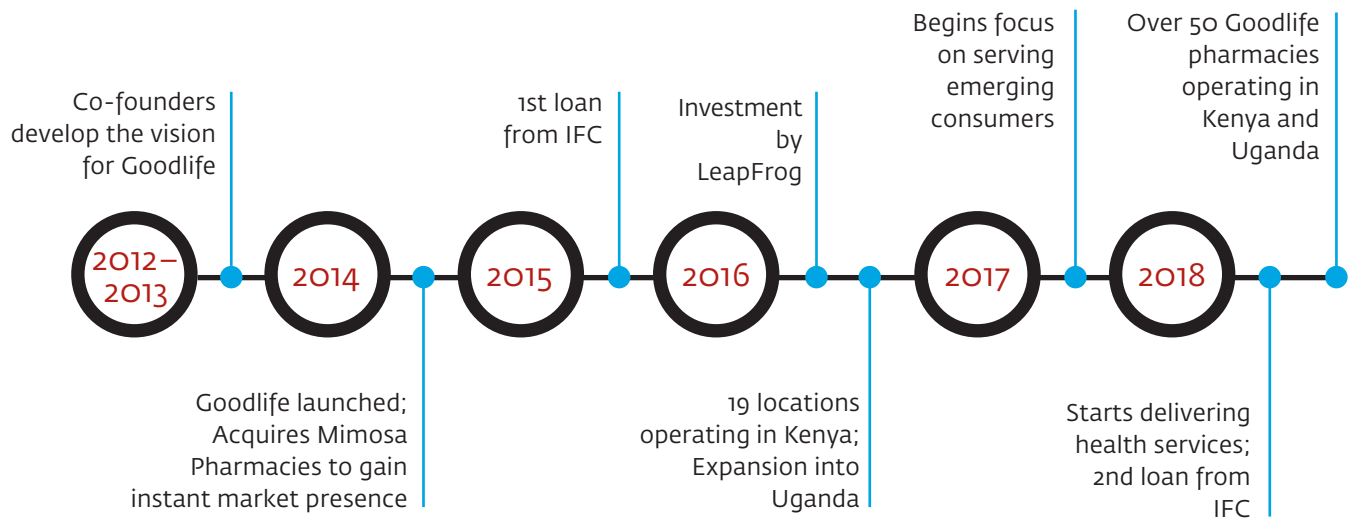 Co-founders
develop the vision
for Goodlife
2012–
2013
2014
Goodlife launched;
Acquires Mimosa
Pharmacies to gain
instant market presence
1st loan
from IFC
2015
Investment
by
LeapFrog
2016
19 locations
operating in Kenya;
Expansion into
Uganda
Begins focus
on serving
emerging
consumers
2017
2018
Starts delivering
health services;
2nd loan from
IFC
Over 50 Goodlife
pharmacies
operating in
Kenya and
Uganda